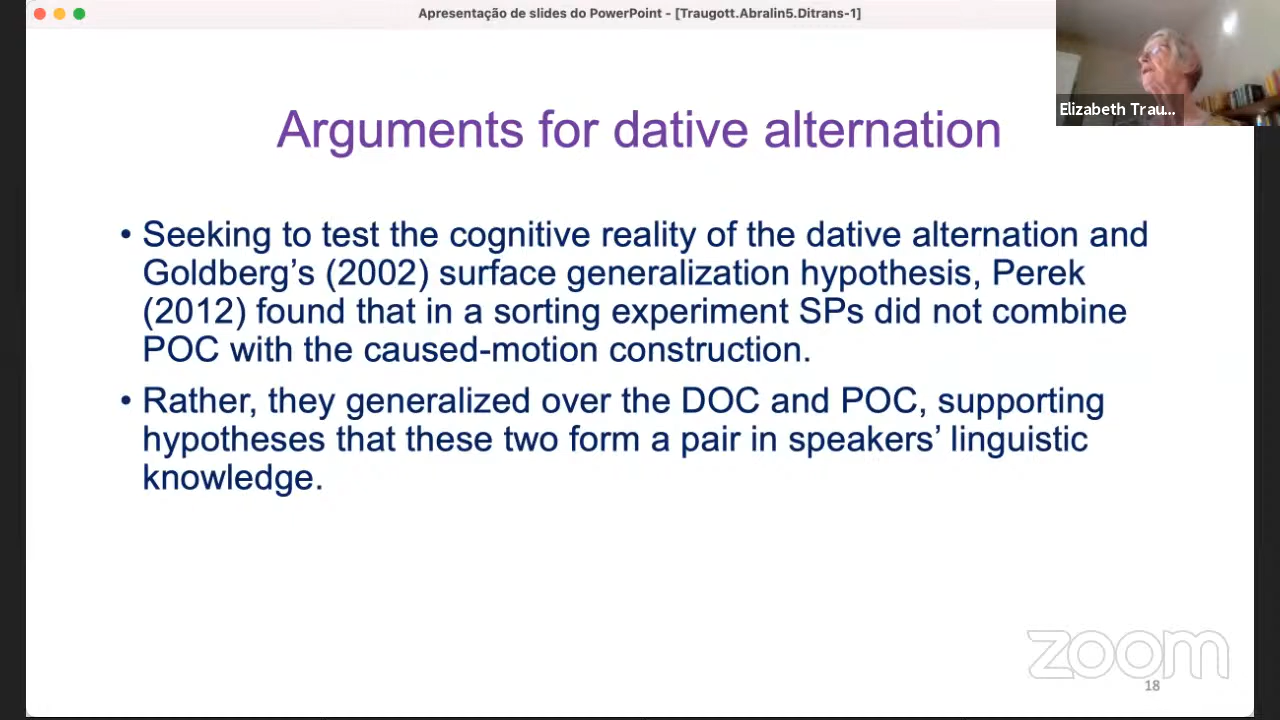 Apresentação de slides do PowerPoint - [Traugott.Abralin5.Ditrans-1]
Elizabeth Trau...
Arguments for dative alternation
• Seeking to test the cognitive reality of the dative alternation and
Goldberg’s (2002) surface generalization hypothesis, Perek
(2012) found that in a sorting experiment SPs did not combine
POC with the caused-motion construction.
• Rather, they generalized over the DOC and POC, supporting
hypotheses that these two form a pair in speakers’ linguistic
knowledge.
zoom
18